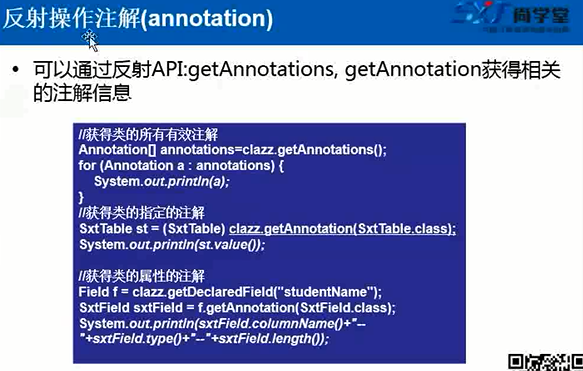 反射操作注解(annotation)
SXT 尚学堂
• 可以通过反射API:getAnnotations, getAnnotation获得相关
的注解信息
//获得类的所有有效注解
Annotation[] annotations=clazz.getAnnotations();
for (Annotation a : annotations) {
System.out.println(a);
}
//获得类的指定的注解
SxtTable st = (SxtTable) clazz.getAnnotation(SxtTable.class);
System.out.println(st.value());
//获得类的属性的注解
Field f = clazz.getDeclaredField("studentName");
SxtField sxtField = f.getAnnotation(SxtField.class);
System.out.println(sxtField.columnName()+"--
"+sxtField.type()+"--"+sxtField.length());